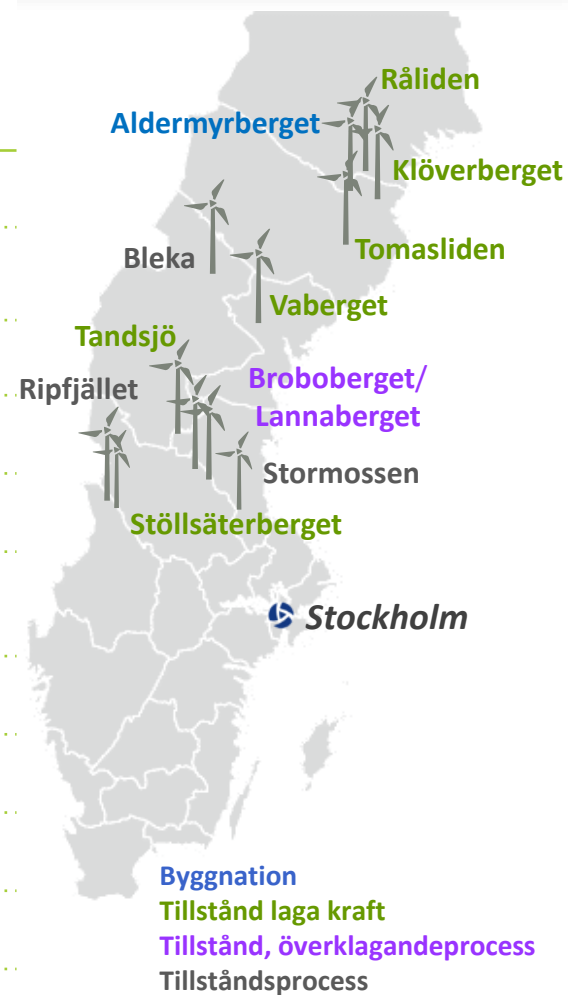 Råliden
Aldermyrberget
Klöverberget
Tomasliden
Bleka
Vaberget
Tandsjö
Broboberget/
Lannaberget
Ripfjället
Stormossen
Stöllsäterberget
Stockholm
Byggnation
Tillstånd laga kraft
Tillstånd, överklagandeprocess
Tillståndsprocess